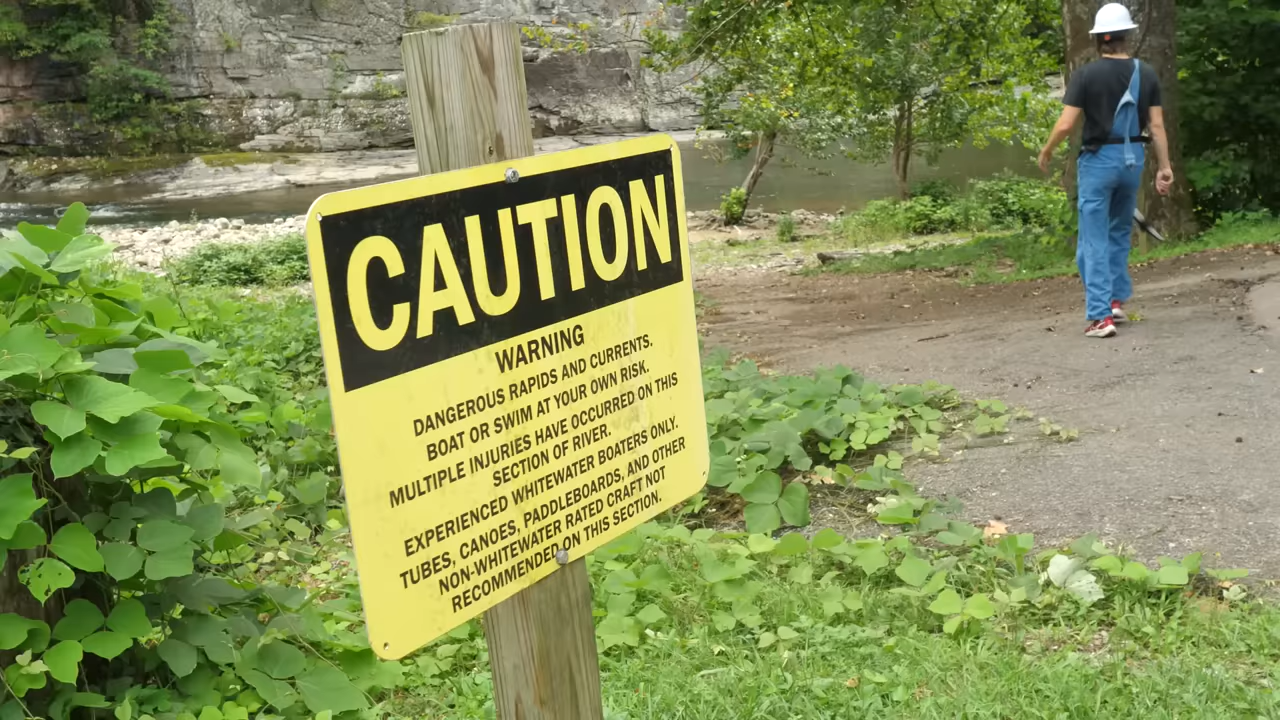 CAUTION
WARNING
DANGEROUS RAPIDS AND CURRENTS.
BOAT OR SWIM AT YOUR OWN RISK.
MULTIPLE INJURIES HAVE OCCURRED ON THIS
SECTION OF RIVER.
EXPERIENCED WHITEWATER BOATERS ONLY.
TUBES, CANOES, PADDLEBOARDS, AND OTHER
NON-WHITEWATER RATED CRAFT NOT
RECOMMENDED ON THIS SECTION.